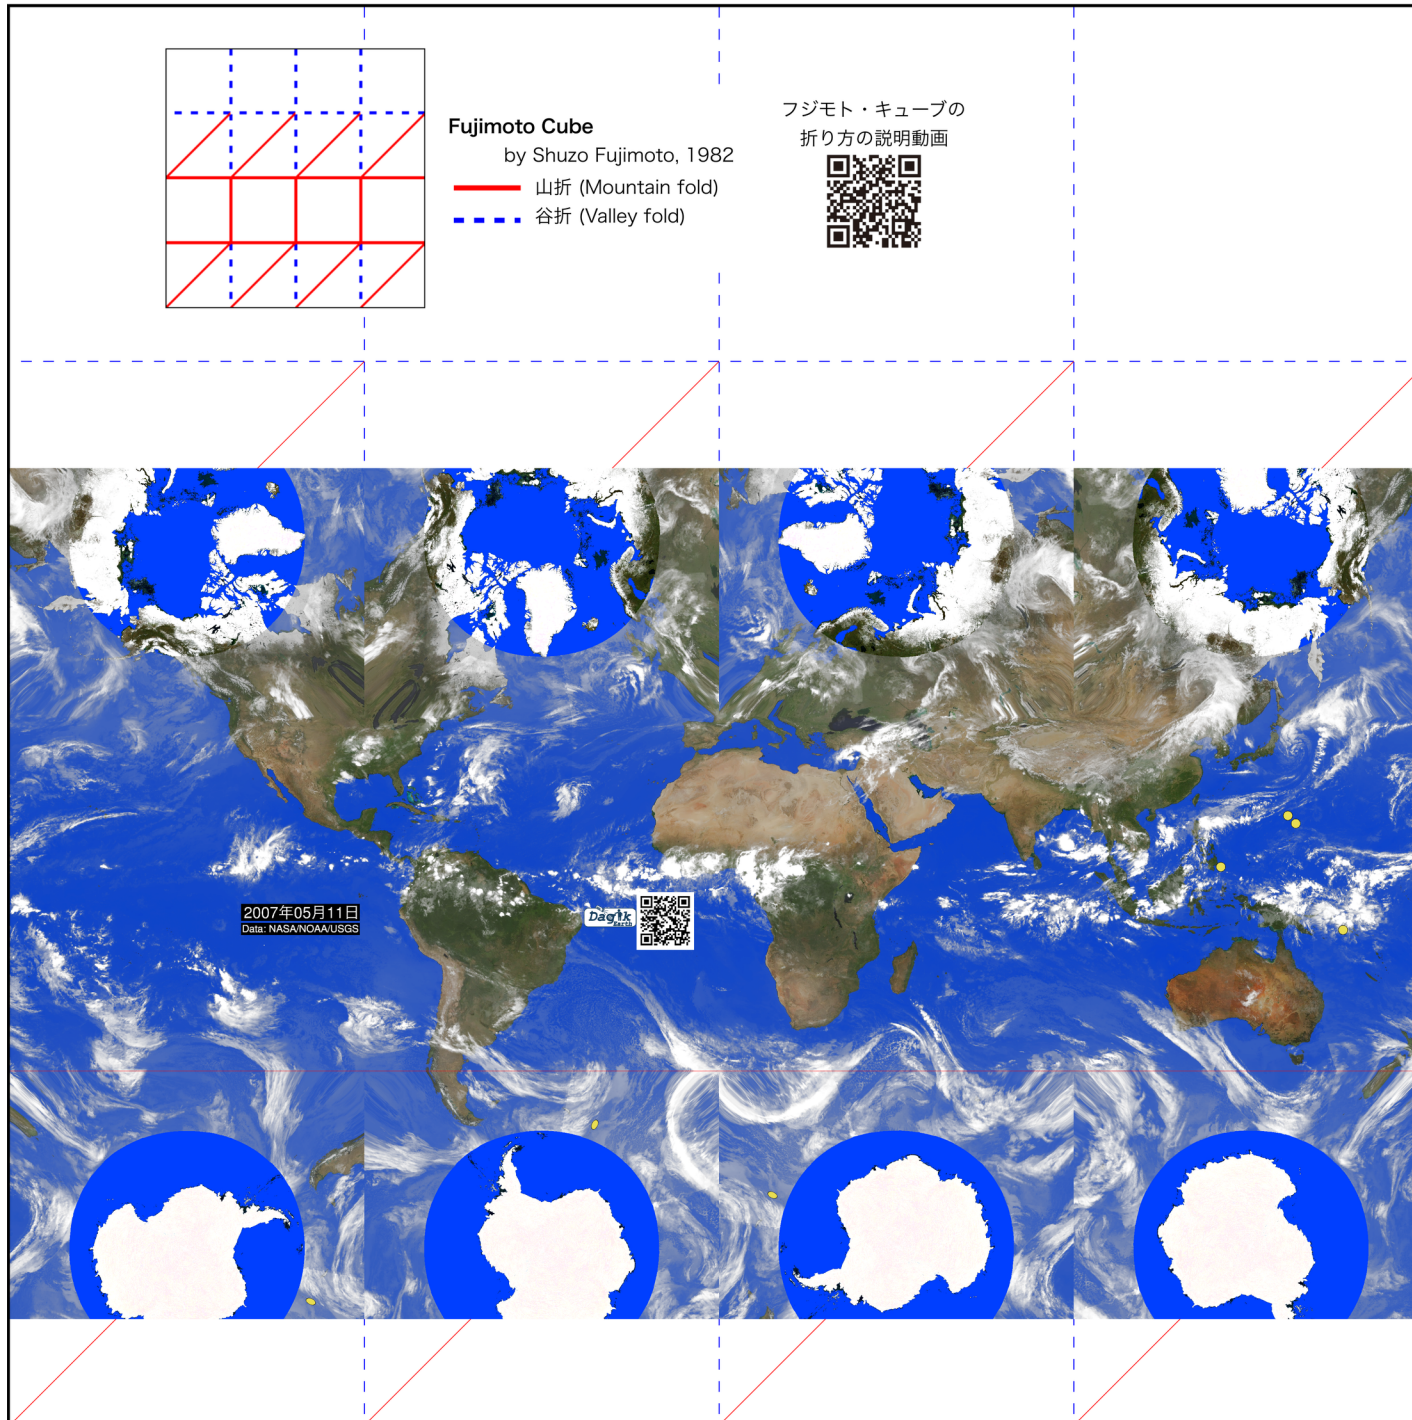 Fujimoto Cube
by Shuzo Fujimoto, 1982
山折 (Mountain fold)
谷折 (Valley fold)
フジモト・キューブの
折り方の説明動画
2007年05月11日
Data: NASA/NOAA/USGS
Dagik
Earth